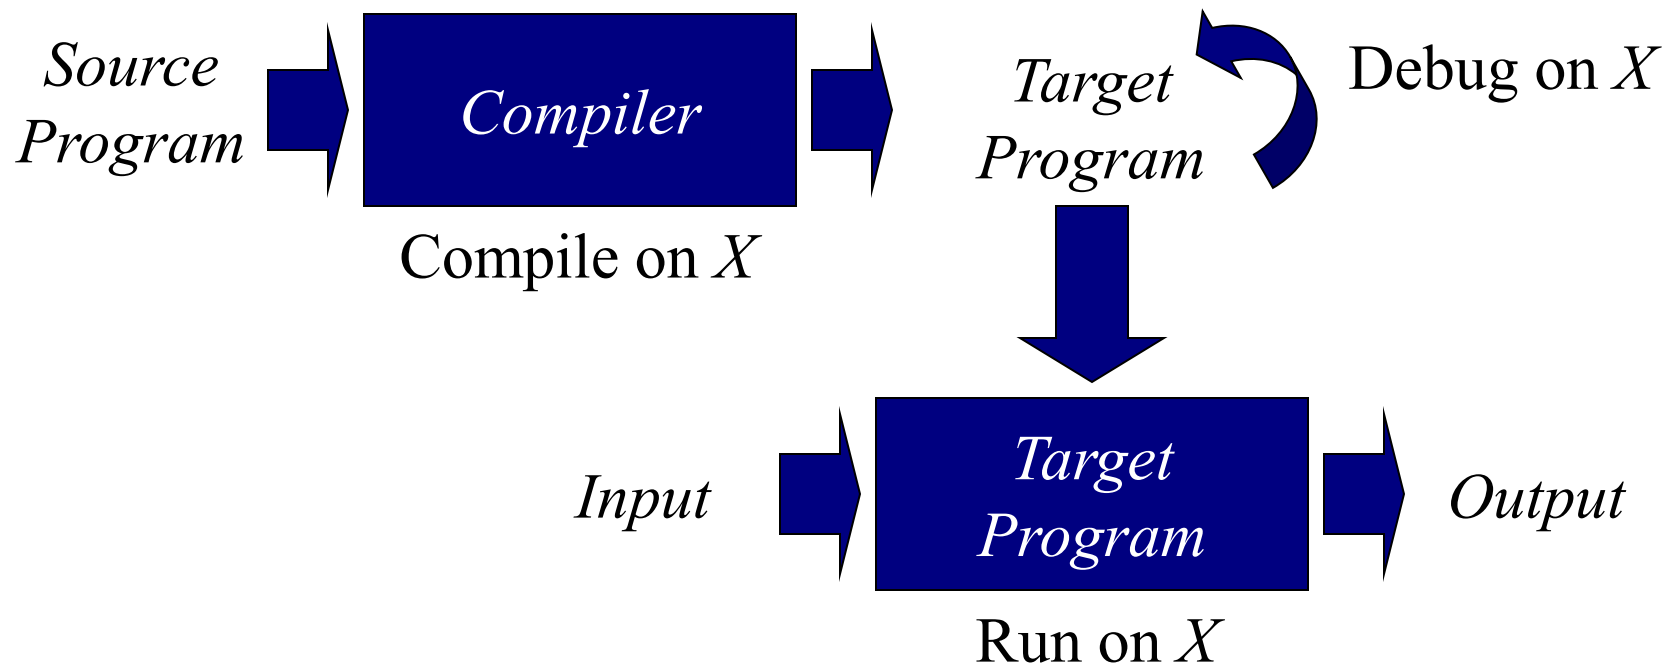 Source
Program
Compiler
Compile on X
Target
Program
Debug on X
Input
Target
Program
Output
Run on X